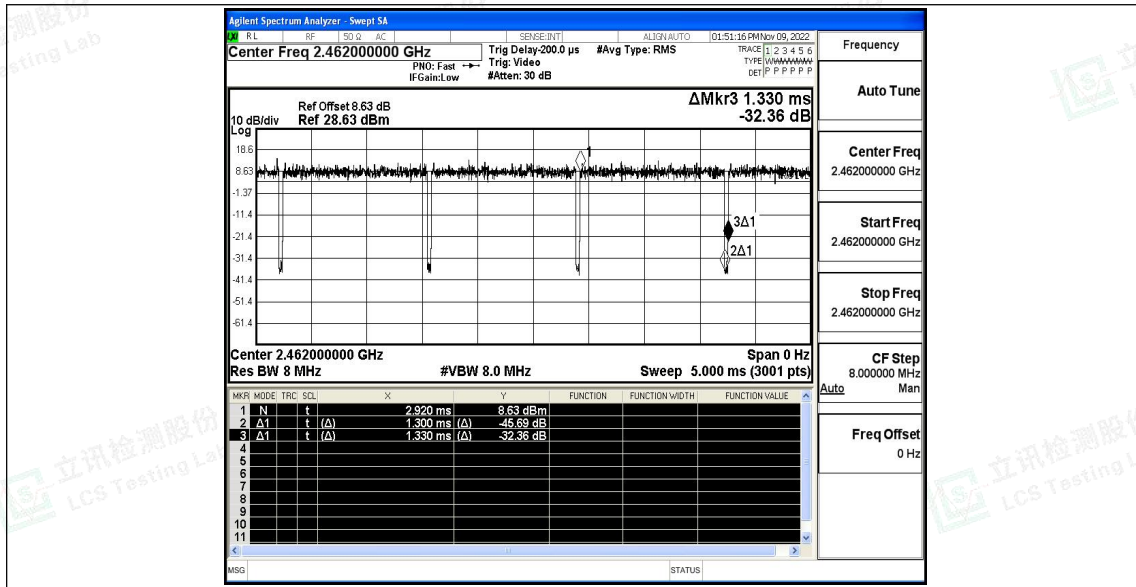 Agilent Spectrum Analyzer - Swept SA
LXI RL RF 50 Ω AC SENSE:INT ALIGN AUTO 01:51:16 PM Nov 09, 2022
Center Freq 2.462000000 GHz
PNO: Fast
IFGain:Low
Trig Delay-200.0 µs
Trig: Video
#Atten: 30 dB
#Avg Type: RMS
TRACE 1 2 3 4 5 6
TYPE
DET P P P P P P
ΔMkr3 1.330 ms
-32.36 dB
Ref Offset 8.63 dB
10 dB/div Ref 28.63 dBm
Log
18.6
8.63
-1.37
-11.4
-21.4
-31.4
-41.4
-51.4
-61.4
1
3Δ1
2Δ1
Center 2.462000000 GHz Span 0 Hz
Res BW 8 MHz #VBW 8.0 MHz Sweep 5.000 ms (3001 pts)
MKR MODE TRC SCL X Y FUNCTION FUNCTION WIDTH FUNCTION VALUE
1 N t 2.920 ms 8.63 dBm
2 Δ1 t (Δ) 1.300 ms (Δ) -45.69 dB
3 Δ1 t (Δ) 1.330 ms (Δ) -32.36 dB
4
5
6
7
8
9
10
11
MSG STATUS
Frequency
Auto Tune
Center Freq
2.462000000 GHz
Start Freq
2.462000000 GHz
Stop Freq
2.462000000 GHz
CF Step
8.000000 MHz
Auto Man
Freq Offset
0 Hz
立讯检测股份
LCS Testing Lab
立讯检测股份
LCS Testing L